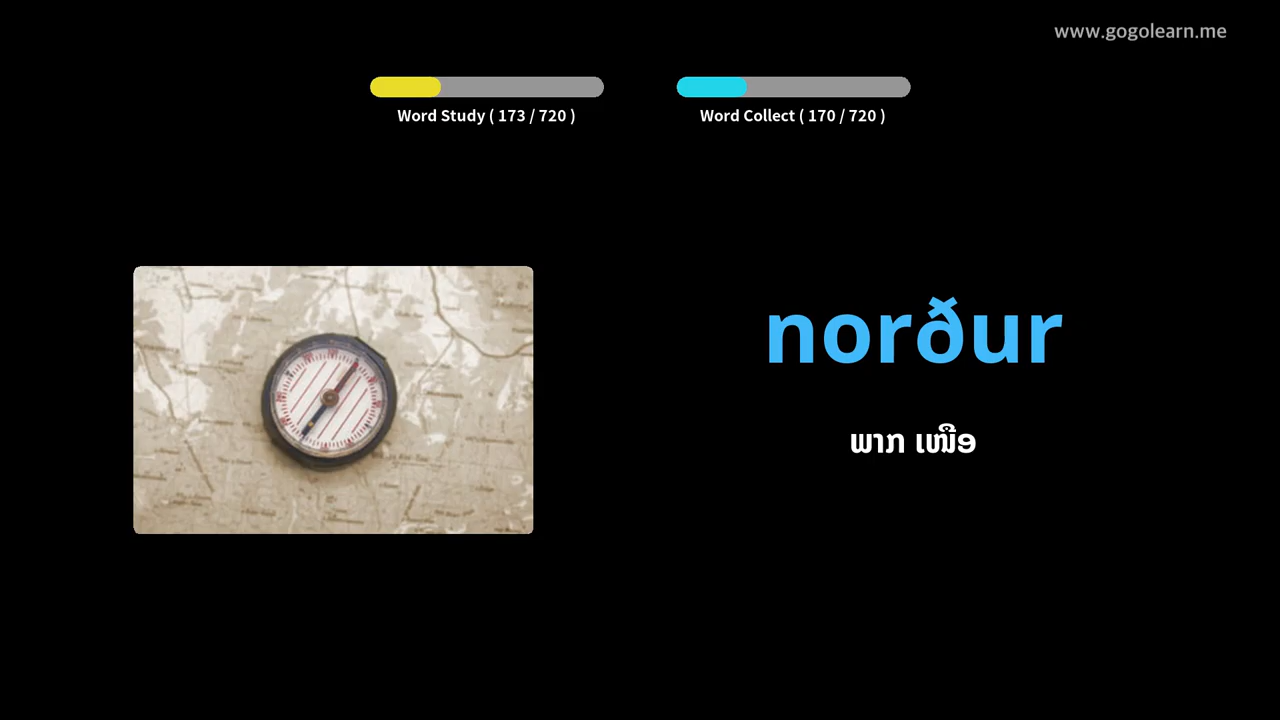 www.gogolearn.me
Word Study ( 173 / 720 )
Word Collect ( 170 / 720 )
norður
ພາກ ເໜືອ